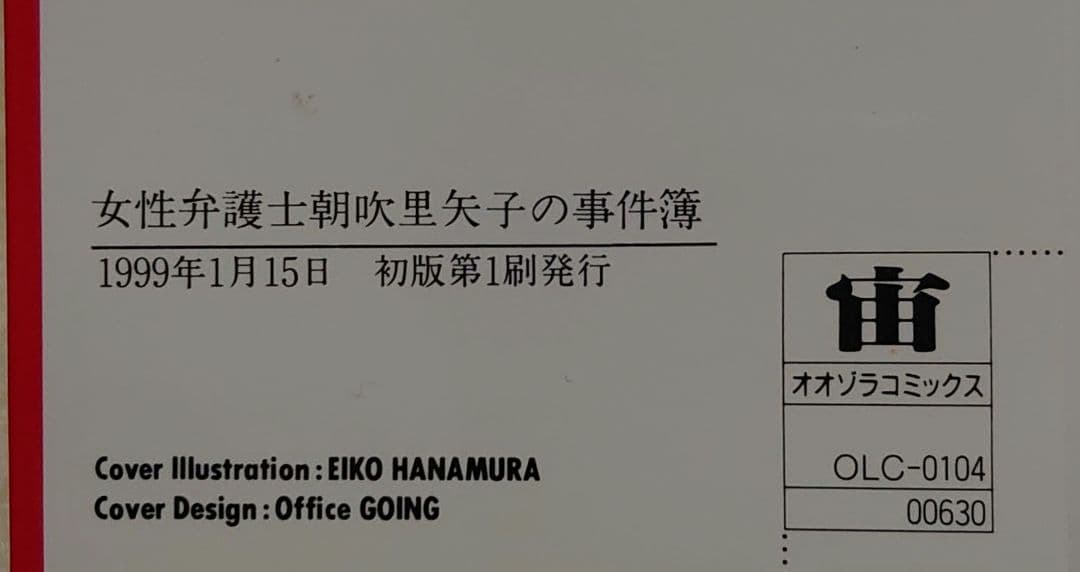 女性弁護士朝吹里矢子の事件簿
1999年1月15日　初版第1刷発行
宙
オオゾラコミックス
OLC-0104
00630
Cover Illustration:EIKO HANAMURA
Cover Design:Office GOING